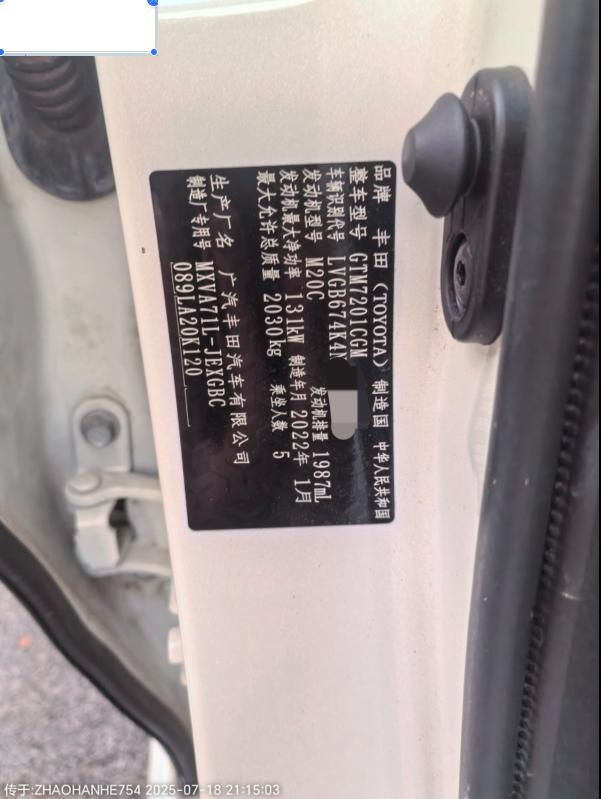 品牌 丰田(TOYOTA) 制造国 中华人民共和国
整车型号 GTM7201CGM
车辆识别代号 LVGB674K4N
发动机型号 M20C 发动机排量 1987mL
发动机最大净功率 131kW 制造年月 2022年 1月
最大允许总质量 2030kg 乘坐人数 5
生产厂名 广汽丰田汽车有限公司
制造厂专用号 MXVA71L-JEXGBC
089LA20K120
传于:ZHAOHANHE754 2025-07-18 21:15:03